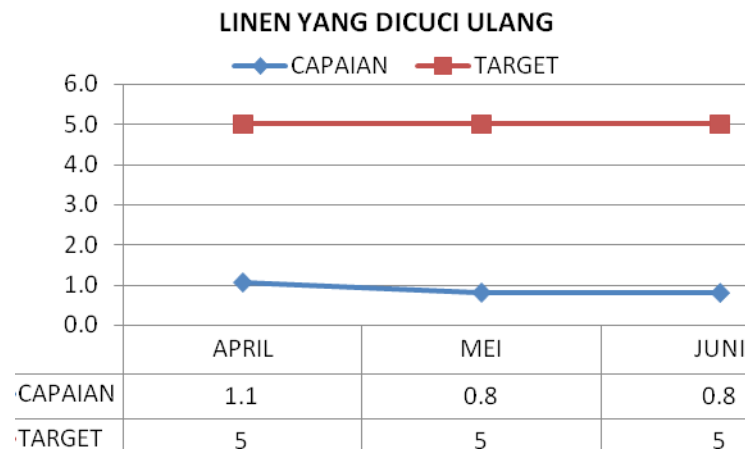 LINEN YANG DICUCI ULANG
CAPAIAN TARGET
6.0
5.0
4.0
3.0
2.0
1.0
0.0
APRIL MEI JUNI
CAPAIAN 1.1 0.8 0.8
TARGET 5 5 5